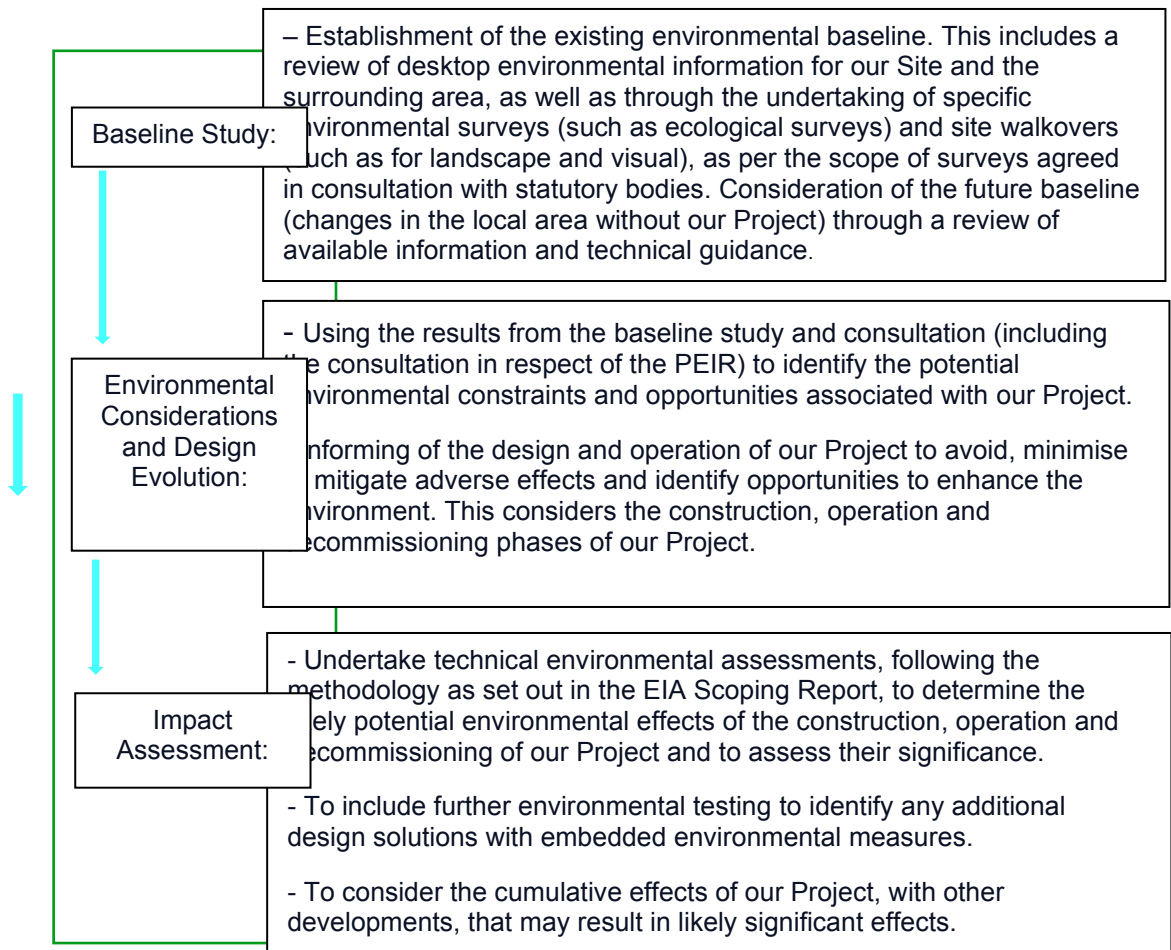 Baseline Study:
– Establishment of the existing environmental baseline. This includes a
review of desktop environmental information for our Site and the
surrounding area, as well as through the undertaking of specific
environmental surveys (such as ecological surveys) and site walkovers
(such as for landscape and visual), as per the scope of surveys agreed
in consultation with statutory bodies. Consideration of the future baseline
(changes in the local area without our Project) through a review of
available information and technical guidance.
Environmental
Considerations
and Design
Evolution:
- Using the results from the baseline study and consultation (including
the consultation in respect of the PEIR) to identify the potential
environmental constraints and opportunities associated with our Project.
Informing of the design and operation of our Project to avoid, minimise
mitigate adverse effects and identify opportunities to enhance the
environment. This considers the construction, operation and
decommissioning phases of our Project.
Impact
Assessment:
- Undertake technical environmental assessments, following the
methodology as set out in the EIA Scoping Report, to determine the
likely potential environmental effects of the construction, operation and
decommissioning of our Project and to assess their significance.
- To include further environmental testing to identify any additional
design solutions with embedded environmental measures.
- To consider the cumulative effects of our Project, with other
developments, that may result in likely significant effects.